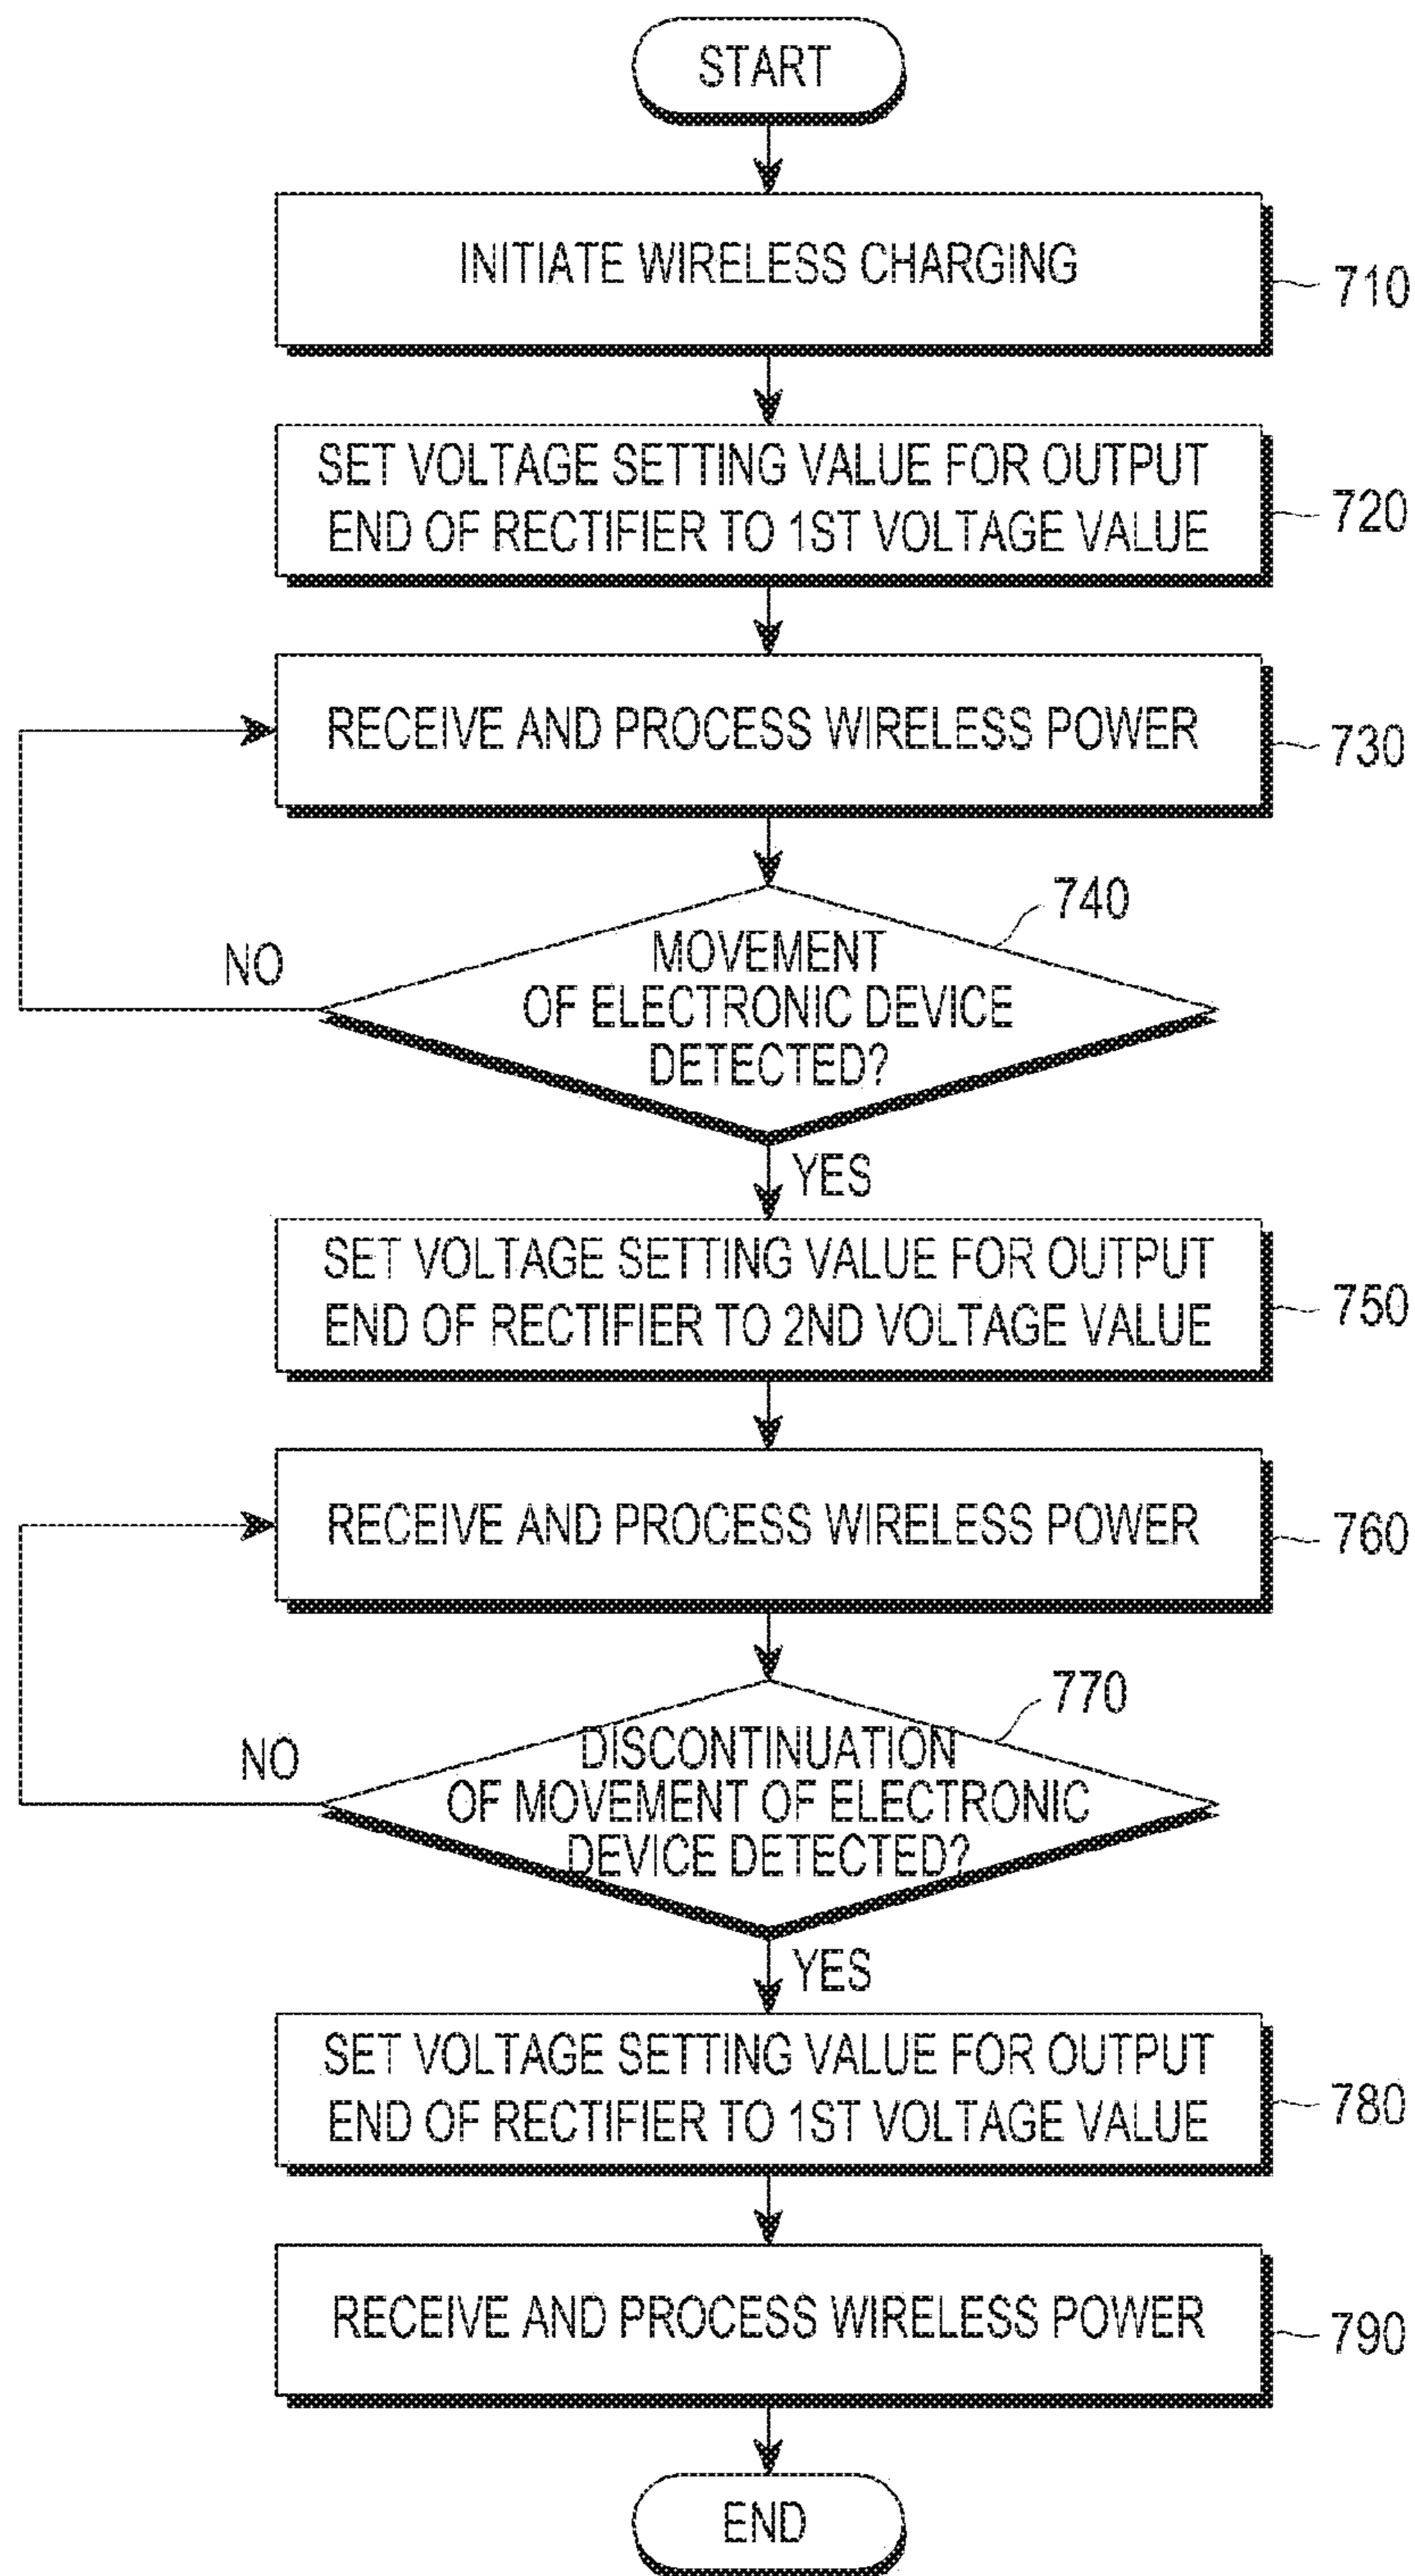 START
INITIATE WIRELESS CHARGING
710
SET VOLTAGE SETTING VALUE FOR OUTPUT
END OF RECTIFIER TO 1ST VOLTAGE VALUE
720
RECEIVE AND PROCESS WIRELESS POWER
730
740
MOVEMENT
OF ELECTRONIC DEVICE
DETECTED?
NO
YES
SET VOLTAGE SETTING VALUE FOR OUTPUT
END OF RECTIFIER TO 2ND VOLTAGE VALUE
750
RECEIVE AND PROCESS WIRELESS POWER
760
770
DISCONTINUATION
OF MOVEMENT OF ELECTRONIC
DEVICE DETECTED?
NO
YES
SET VOLTAGE SETTING VALUE FOR OUTPUT
END OF RECTIFIER TO 1ST VOLTAGE VALUE
780
RECEIVE AND PROCESS WIRELESS POWER
790
END